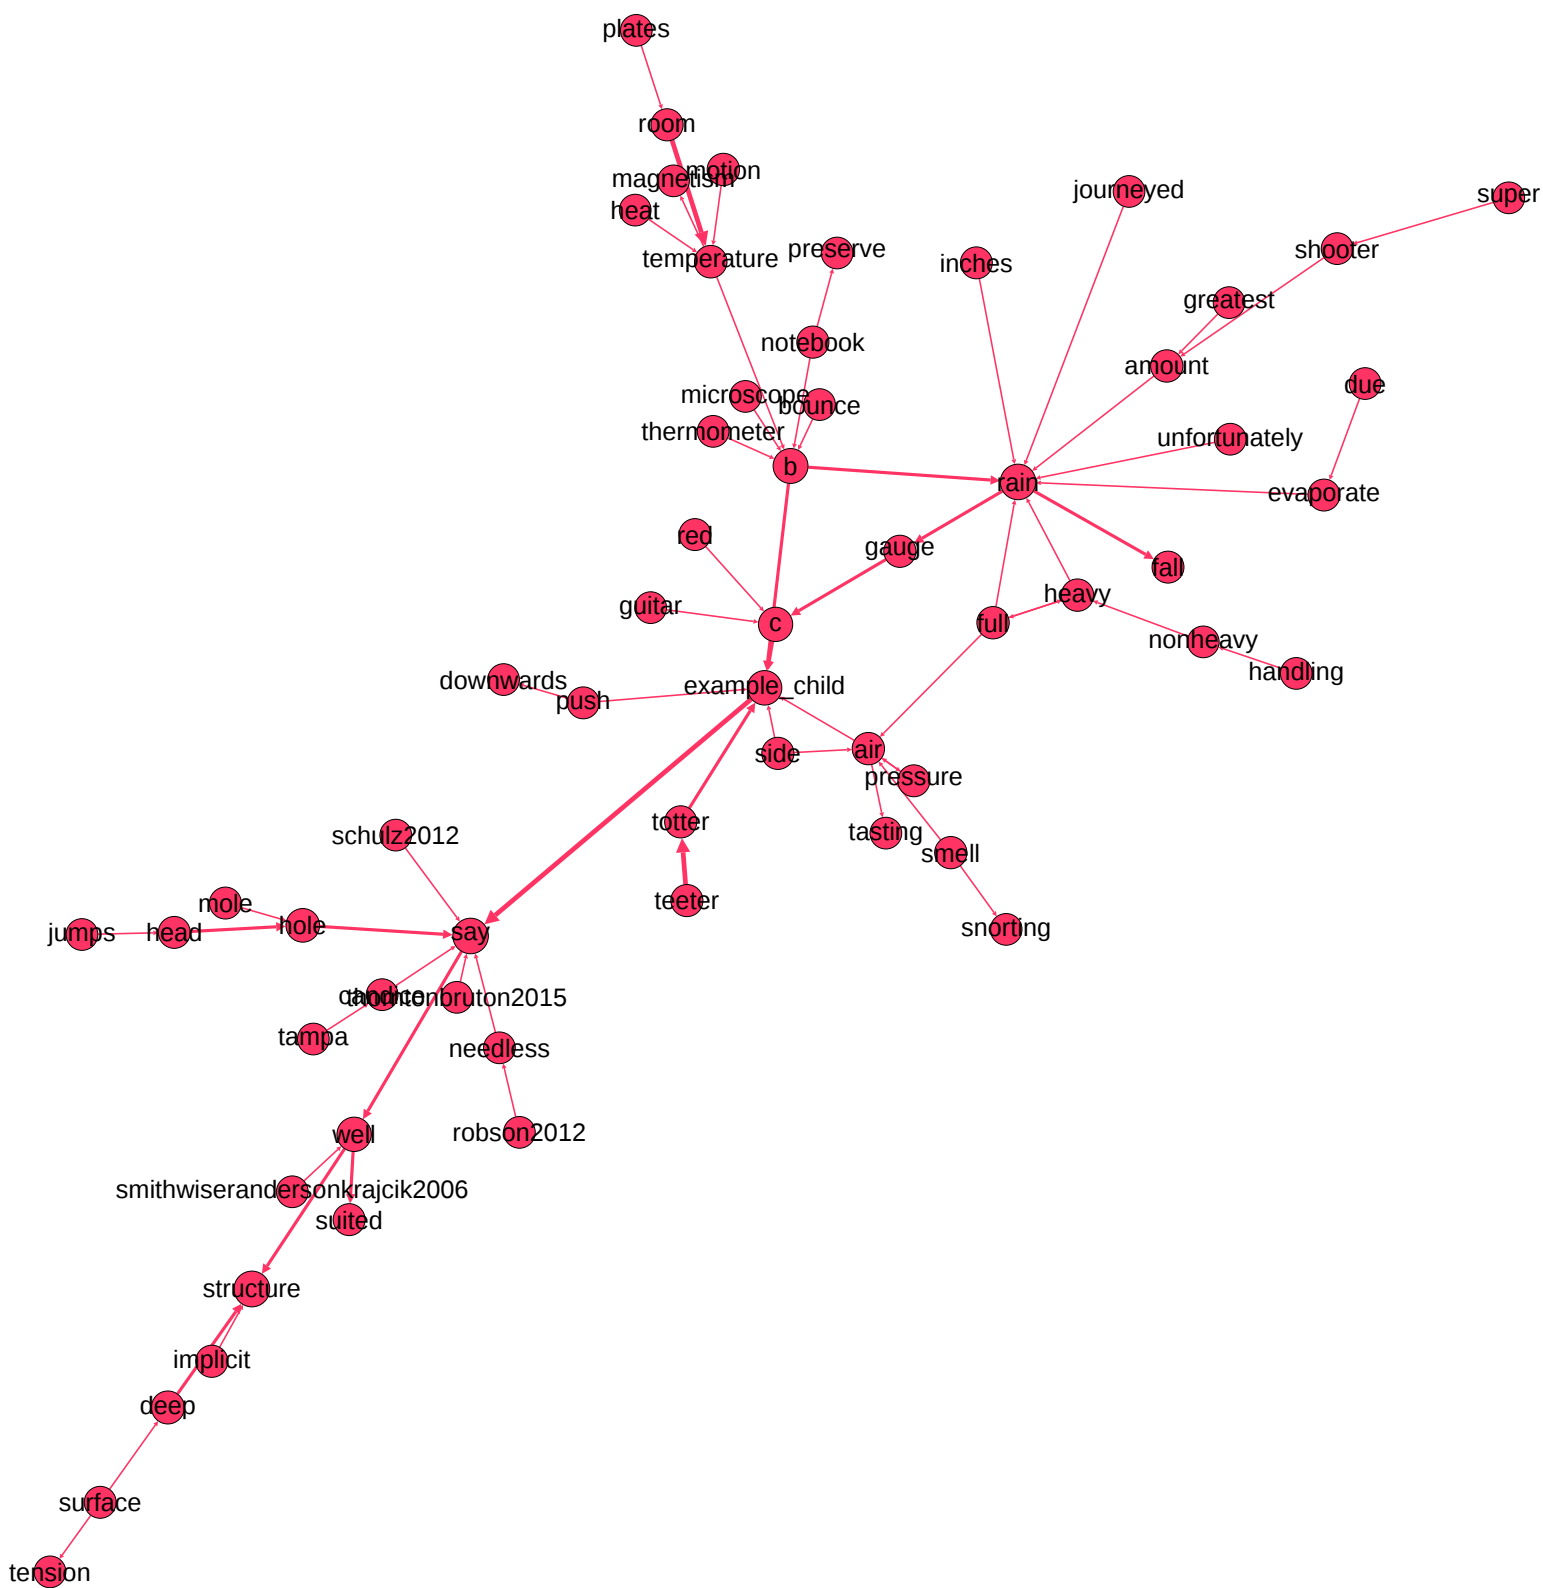 plates
room
motion
magnetism
heat
temperature
journeyed
super
preserve
inches
shooter
greatest
notebook
amount
due
microscope
bounce
thermometer
unfortunately
b
rain
evaporate
red
gauge
fall
guitar
heavy
c
full
nonheavy
handling
downwards
push
example_child
side
air
pressure
totter
tasting
smell
schulz2012
teeter
snorting
mole
hole
jumps
head
say
candice
thorntonbruton2015
tampa
needless
well
robson2012
smithwiserandersonkrajcik2006
suited
structure
implicit
deep
surface
tension